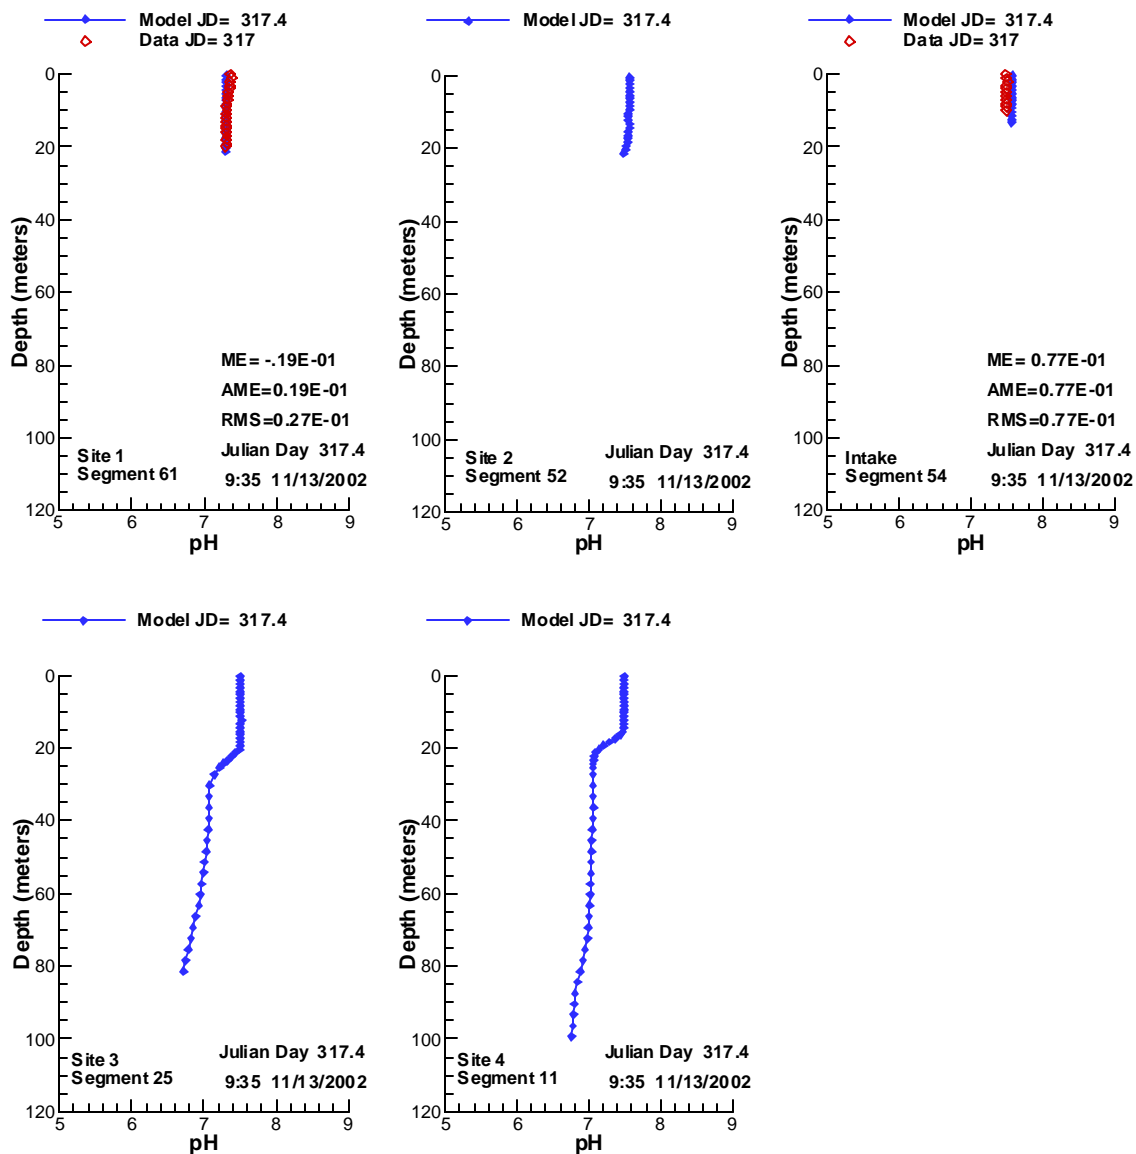 Model JD= 317.4
Data JD= 317
0
20
40
60
80
100
120
Depth (meters)
ME= -.19E-01
AME=0.19E-01
RMS=0.27E-01
Julian Day 317.4
9:35 11/13/2002
Site 1
Segment 61
5 6 7 8 9
pH
Model JD= 317.4
0
20
40
60
80
100
120
Depth (meters)
Site 2
Segment 52
Julian Day 317.4
9:35 11/13/2002
5 6 7 8 9
pH
Model JD= 317.4
Data JD= 317
0
20
40
60
80
100
120
Depth (meters)
ME= 0.77E-01
AME=0.77E-01
RMS=0.77E-01
Julian Day 317.4
9:35 11/13/2002
Intake
Segment 54
5 6 7 8 9
pH
Model JD= 317.4
0
20
40
60
80
100
120
Depth (meters)
Site 3
Segment 25
Julian Day 317.4
9:35 11/13/2002
5 6 7 8 9
pH
Model JD= 317.4
0
20
40
60
80
100
120
Depth (meters)
Site 4
Segment 11
Julian Day 317.4
9:35 11/13/2002
5 6 7 8 9
pH